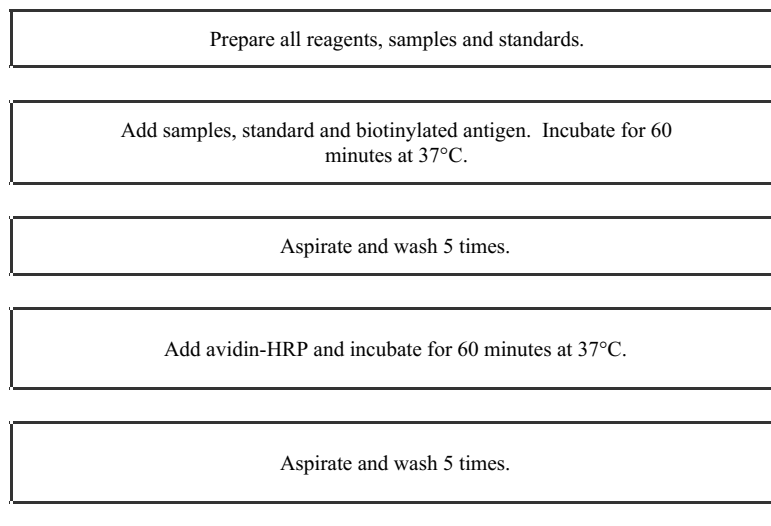 Prepare all reagents, samples and standards.
Add samples, standard and biotinylated antigen.  Incubate for 60
minutes at 37°C.
Aspirate and wash 5 times.
Add avidin-HRP and incubate for 60 minutes at 37°C.
Aspirate and wash 5 times.